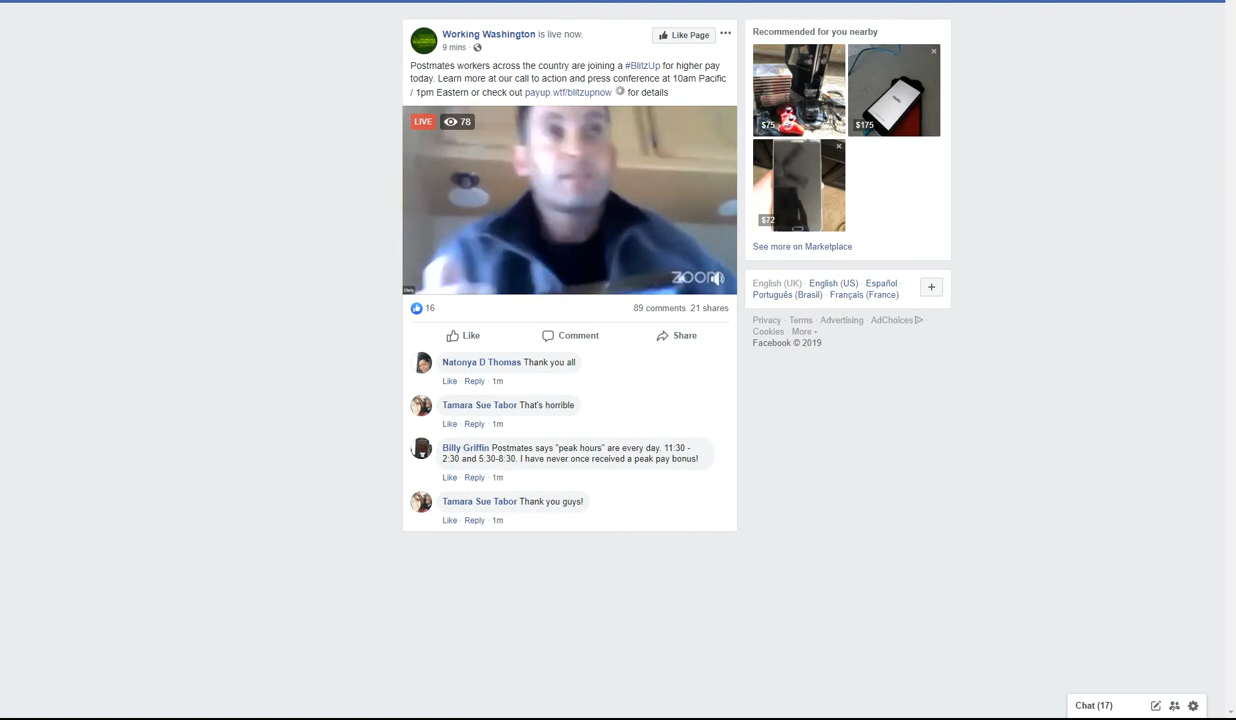 Working Washington is live now.
9 mins ·
Like Page
Postmates workers across the country are joining a #BlitzUp for higher pay
today. Learn more at our call to action and press conference at 10am Pacific
/ 1pm Eastern or check out payup.wtf/blitzupnow for details
LIVE 78
zoom
Chris
16
89 comments 21 shares
Like Comment Share
Natonya D Thomas Thank you all
Like · Reply · 1m
Tamara Sue Tabor That's horrible
Like · Reply · 1m
Billy Griffin Postmates says "peak hours" are every day. 11:30 -
2:30 and 5:30-8:30. I have never once received a peak pay bonus!
Like · Reply · 1m
Tamara Sue Tabor Thank you guys!
Like · Reply · 1m
Recommended for you nearby
$75
$175
$72
See more on Marketplace
English (UK) · English (US) · Español ·
Português (Brasil) · Français (France)
Privacy · Terms · Advertising · AdChoices ·
Cookies · More
Facebook © 2019
Chat (17)